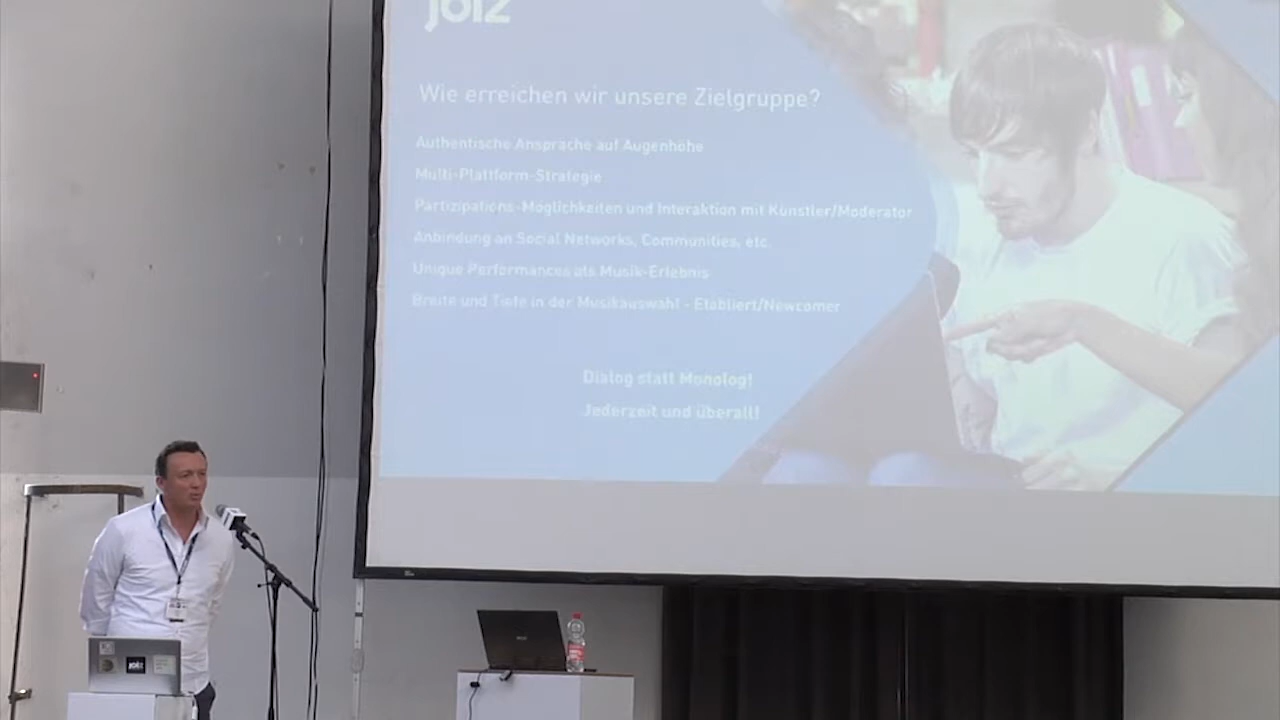 joiz
Wie erreichen wir unsere Zielgruppe?
Authentische Ansprache auf Augenhöhe
Multi-Plattform-Strategie
Partizipations-Möglichkeiten und Interaktion mit Künstler/Moderator
Anbindung an Social Networks, Communities, etc.
Unique Performances als Musik-Erlebnis
Breite und Tiefe in der Musikauswahl - Etabliert/Newcomer
Dialog statt Monolog!
Jederzeit und überall!
joiz